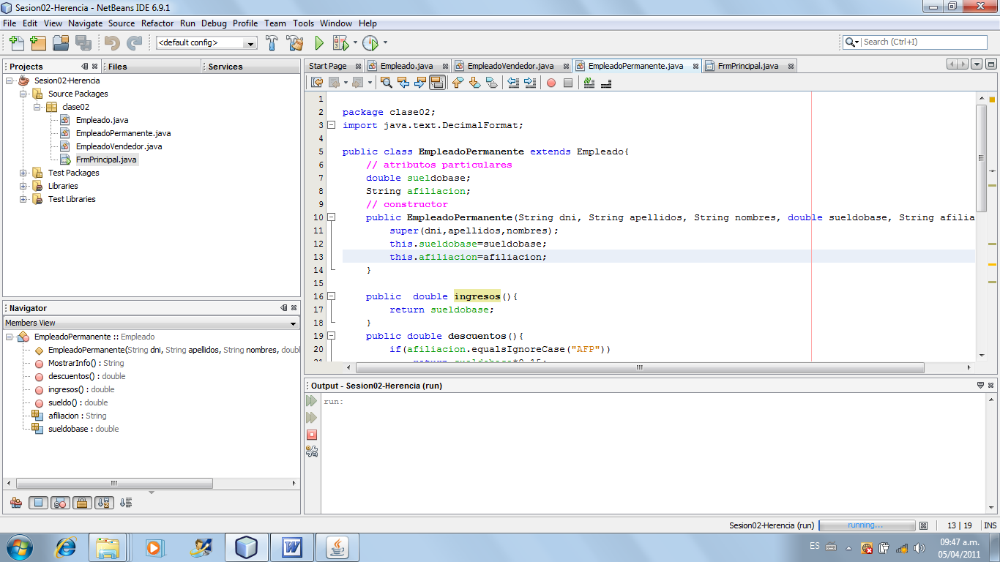 Sesion02-Herencia - NetBeans IDE 6.9.1
File Edit View Navigate Source Refactor Run Debug Profile Team Tools Window Help
<default config>
Search (Ctrl+I)
Projects
Files
Services
Sesion02-Herencia
Source Packages
clase02
Empleado.java
EmpleadoPermanente.java
EmpleadoVendedor.java
FrmPrincipal.java
Test Packages
Libraries
Test Libraries
Navigator
Members View
EmpleadoPermanente :: Empleado
EmpleadoPermanente(String dni, String apellidos, String nombres, doubl
MostrarInfo() : String
descuentos() : double
ingresos() : double
sueldo() : double
afiliacion : String
sueldobase : double
Start Page
Empleado.java
EmpleadoVendedor.java
EmpleadoPermanente.java
FrmPrincipal.java
1
2 package clase02;
3 import java.text.DecimalFormat;
4
5 public class EmpleadoPermanente extends Empleado{
6 // atributos particulares
7 double sueldobase;
8 String afiliacion;
9 // constructor
10 public EmpleadoPermanente(String dni, String apellidos, String nombres, double sueldobase, String afilia
11 super(dni,apellidos,nombres);
12 this.sueldobase=sueldobase;
13 this.afiliacion=afiliacion;
14 }
15
16 public  double ingresos(){
17 return sueldobase;
18 }
19 public double descuentos(){
20 if(afiliacion.equalsIgnoreCase("AFP"))
21 return sueldobase*0.15;
Output - Sesion02-Herencia (run)
run:
Sesion02-Herencia (run)
running...
13 | 19
INS
ES
09:47 a.m.
05/04/2011